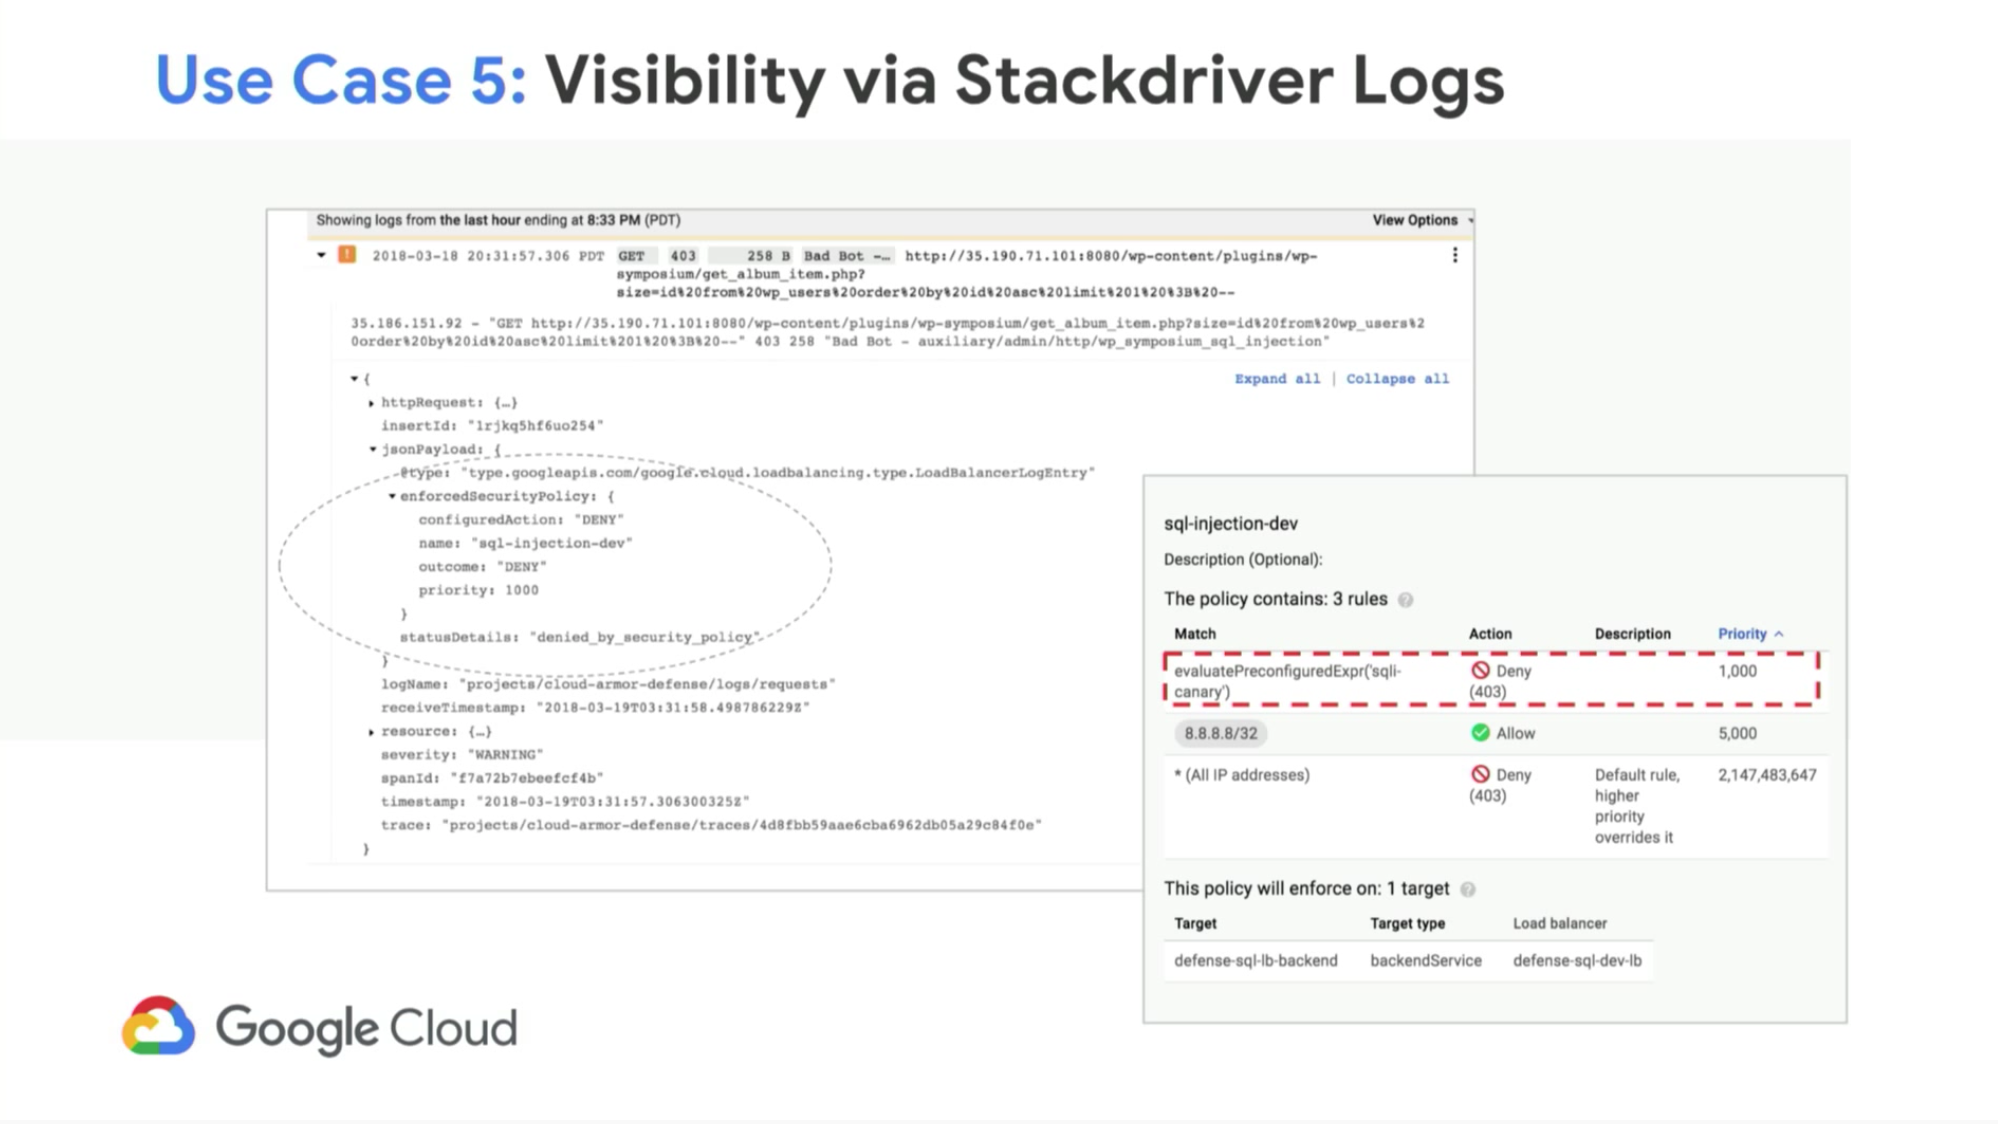 Use Case 5: Visibility via Stackdriver Logs
Showing logs from the last hour ending at 8:33 PM (PDT)
View Options
2018-03-18 20:31:57.306 PDT GET 403 258 B Bad Bot -… http://35.190.71.101:8080/wp-content/plugins/wp-
symposium/get_album_item.php?
size=id%20from%20wp_users%20order%20by%20id%20asc%20limit%201%20%3B%20--
35.186.151.92 - "GET http://35.190.71.101:8080/wp-content/plugins/wp-symposium/get_album_item.php?size=id%20from%20wp_users%2
0order%20by%20id%20asc%20limit%201%20%3B%20--" 403 258 "Bad Bot - auxiliary/admin/http/wp_symposium_sql_injection"
{
Expand all | Collapse all
httpRequest: {…}
insertId: "1rjkq5hf6uo254"
jsonPayload: {
@type: "type.googleapis.com/google.cloud.loadbalancing.type.LoadBalancerLogEntry"
enforcedSecurityPolicy: {
configuredAction: "DENY"
name: "sql-injection-dev"
outcome: "DENY"
priority: 1000
}
statusDetails: "denied_by_security_policy"
}
logName: "projects/cloud-armor-defense/logs/requests"
receiveTimestamp: "2018-03-19T03:31:58.498786229Z"
resource: {…}
severity: "WARNING"
spanId: "f7a72b7ebeefcf4b"
timestamp: "2018-03-19T03:31:57.306300325Z"
trace: "projects/cloud-armor-defense/traces/4d8fbb59aae6cba6962db05a29c84f0e"
}
sql-injection-dev
Description (Optional):
The policy contains: 3 rules
Match Action Description Priority
evaluatePreconfiguredExpr('sqli- Deny 1,000
canary') (403)
8.8.8.8/32 Allow 5,000
* (All IP addresses) Deny Default rule, 2,147,483,647
(403) higher
priority
overrides it
This policy will enforce on: 1 target
Target Target type Load balancer
defense-sql-lb-backend backendService defense-sql-dev-lb
Google Cloud